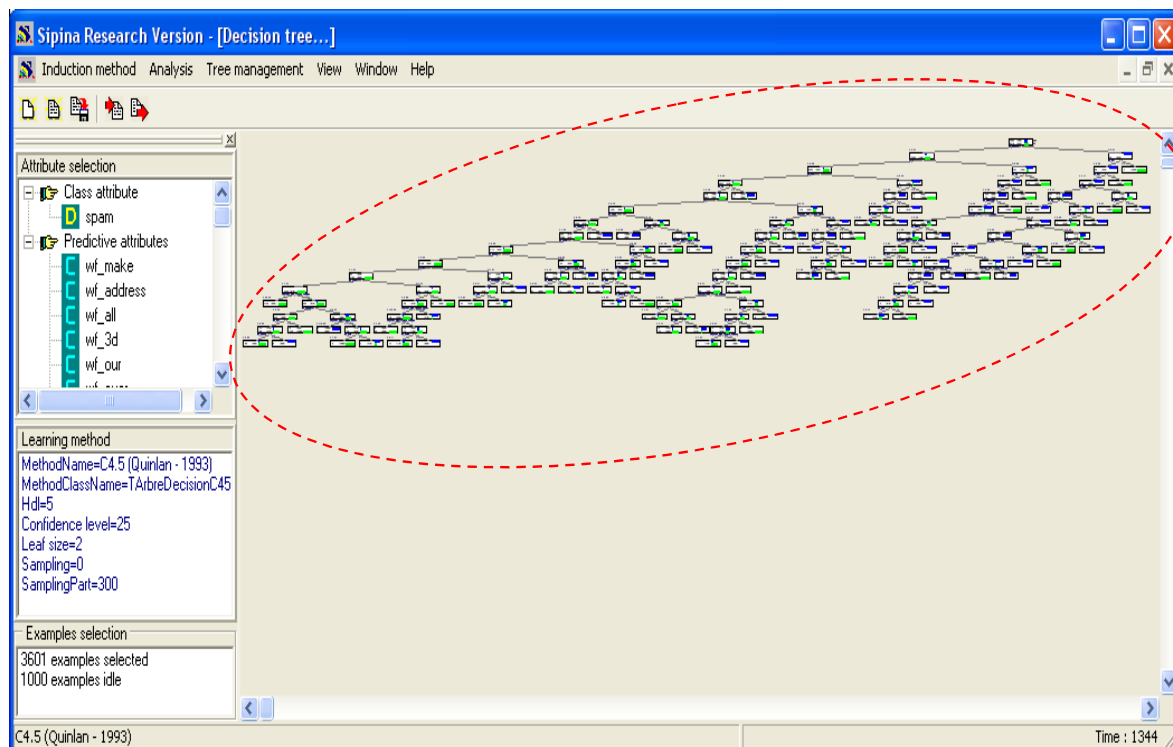 Sipina Research Version - [Decision tree...]
Induction method Analysis Tree management View Window Help
Attribute selection
Class attribute
D spam
Predictive attributes
C wf_make
C wf_address
C wf_all
C wf_3d
C wf_our
Learning method
MethodName=C4.5 (Quinlan - 1993)
MethodClassName=TArbreDecisionC45
Hdl=5
Confidence level=25
Leaf size=2
Sampling=0
SamplingPart=300
Examples selection
3601 examples selected
1000 examples idle
C4.5 (Quinlan - 1993)
Time : 1344